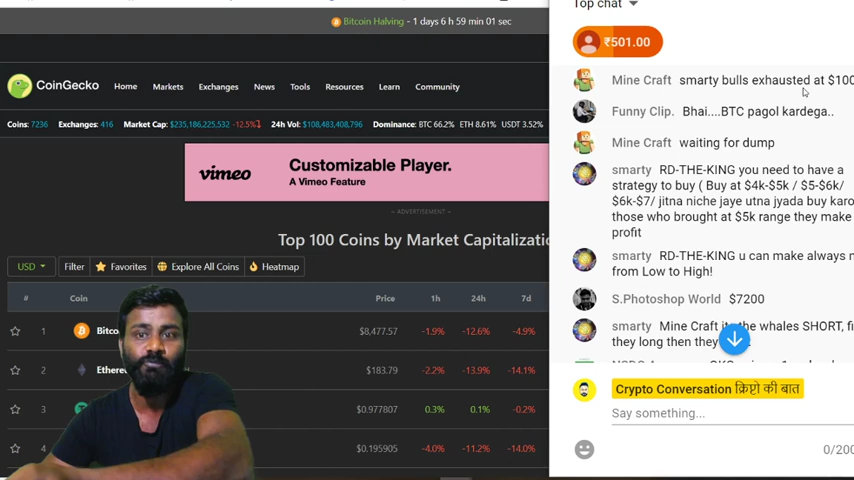 Bitcoin Halving - 1 days 6 h 59 min 01 sec
CoinGecko
Home Markets Exchanges News Tools Resources Learn Community
Coins: 7236 Exchanges: 416 Market Cap: $235,186,225,532 -12.5% 24h Vol: $108,483,408,796 Dominance: BTC 66.2% ETH 8.61% USDT 3.52%
vimeo
Customizable Player.
A Vimeo Feature
— ADVERTISEMENT —
Top 100 Coins by Market Capitalizatio
USD Filter Favorites Explore All Coins Heatmap
# Coin Price 1h 24h 7d
1 Bitco $8,477.57 -1.9% -12.6% -4.9%
2 Ethere $183.79 -2.2% -13.9% -14.1%
3 $0.977807 0.3% 0.1% -0.2%
4 $0.195905 -4.0% -11.2% -14.0%
Top chat
₹501.00
Mine Craft smarty bulls exhausted at $100
Funny Clip. Bhai....BTC pagol kardega..
Mine Craft waiting for dump
smarty RD-THE-KING you need to have a
strategy to buy ( Buy at $4k-$5k / $5-$6k/
$6k-$7/ jitna niche jaye utna jyada buy karo
those who brought at $5k range they make
profit
smarty RD-THE-KING u can make always m
from Low to High!
S.Photoshop World $7200
smarty Mine Craft its the whales SHORT, fi
they long then they
Crypto Conversation क्रिप्टो की बात
Say something...
0/200